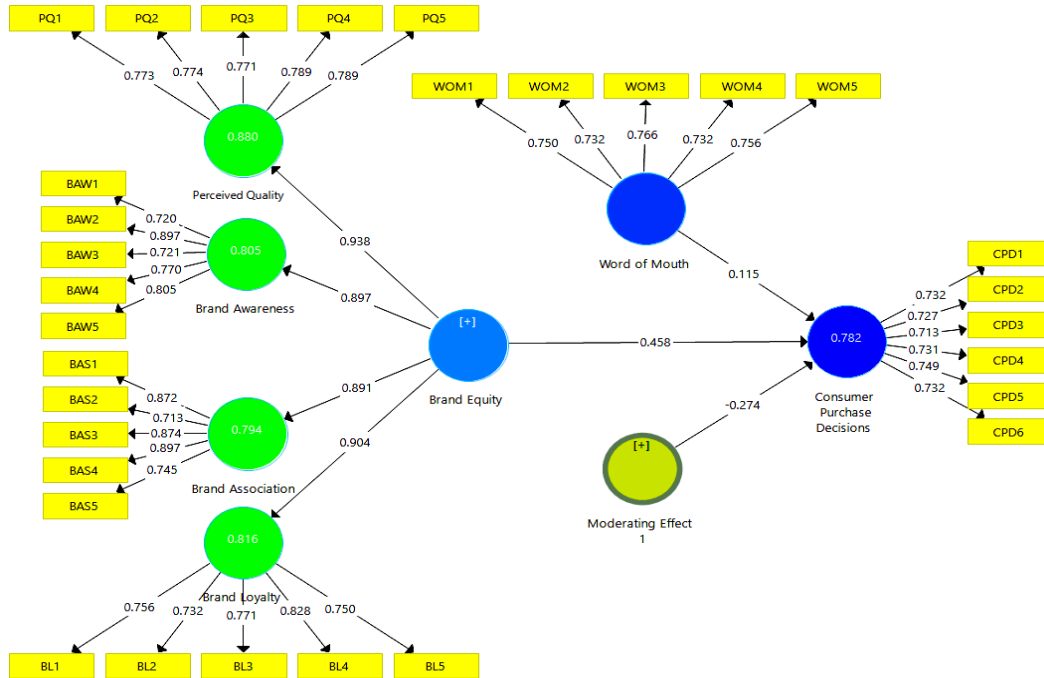 PQ1 PQ2 PQ3 PQ4 PQ5
0.773 0.774 0.771 0.789 0.789
0.880
Perceived Quality
WOM1 WOM2 WOM3 WOM4 WOM5
0.750 0.732 0.766 0.732 0.756
Word of Mouth
0.115
BAW1
BAW2
BAW3
BAW4
BAW5
0.720
0.897
0.721
0.770
0.805
0.805
Brand Awareness
0.938
0.897
0.891
0.904
[+]
Brand Equity
0.458
BAS1
BAS2
BAS3
BAS4
BAS5
0.872
0.713
0.874
0.897
0.745
0.794
Brand Association
0.816
Brand Loyalty
0.756 0.732 0.771 0.828 0.750
BL1 BL2 BL3 BL4 BL5
-0.274
[+]
Moderating Effect
1
0.782
Consumer
Purchase
Decisions
0.732
0.727
0.713
0.731
0.749
0.732
CPD1
CPD2
CPD3
CPD4
CPD5
CPD6